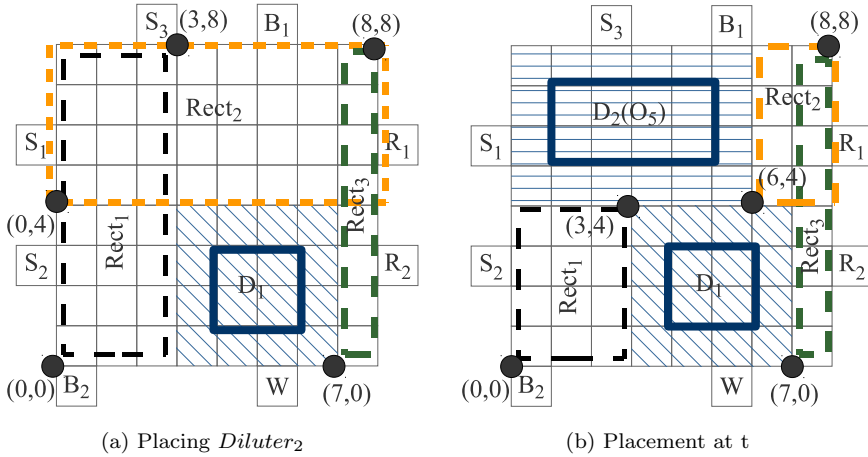 S3 (3,8) B1 (8,8)
Rect2
S1 R1
(0,4)
Rect1 Rect3
S2 D1 R2
(0,0) B2 W (7,0)
(a) Placing Diluter2
S3 B1 (8,8)
Rect2
D2(O5)
S1 R1
(6,4)
(3,4)
Rect1 Rect3
S2 D1 R2
(0,0) B2 W (7,0)
(b) Placement at t